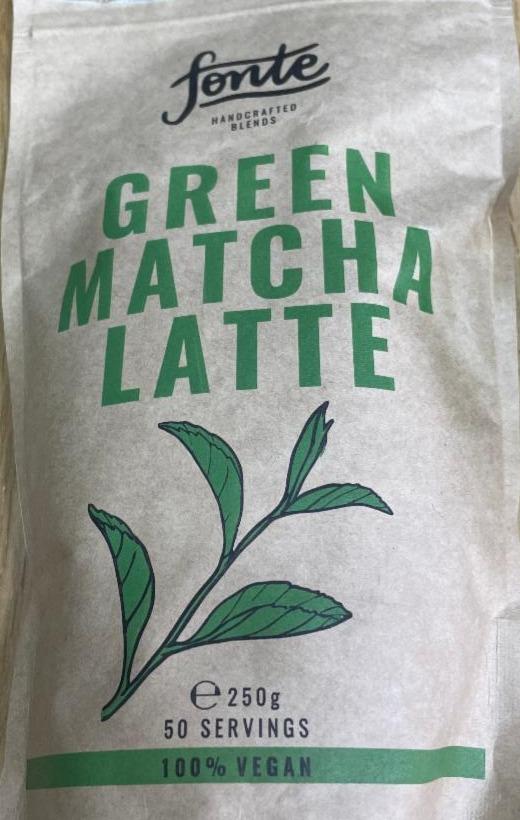 fonte
HANDCRAFTED
BLENDS
GREEN
MATCHA
LATTE
℮ 250g
50 SERVINGS
100% VEGAN